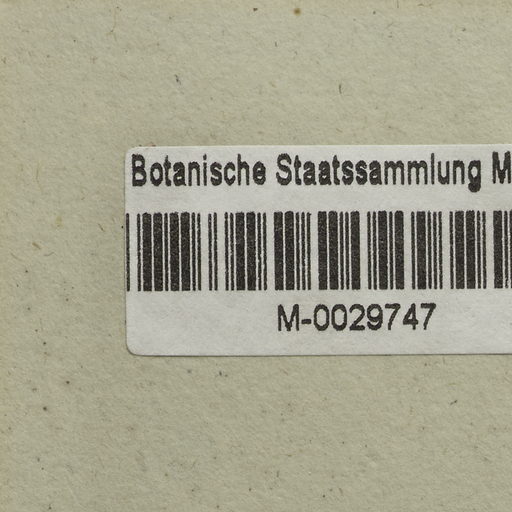 Botanische Staatssammlung M
M-0029747